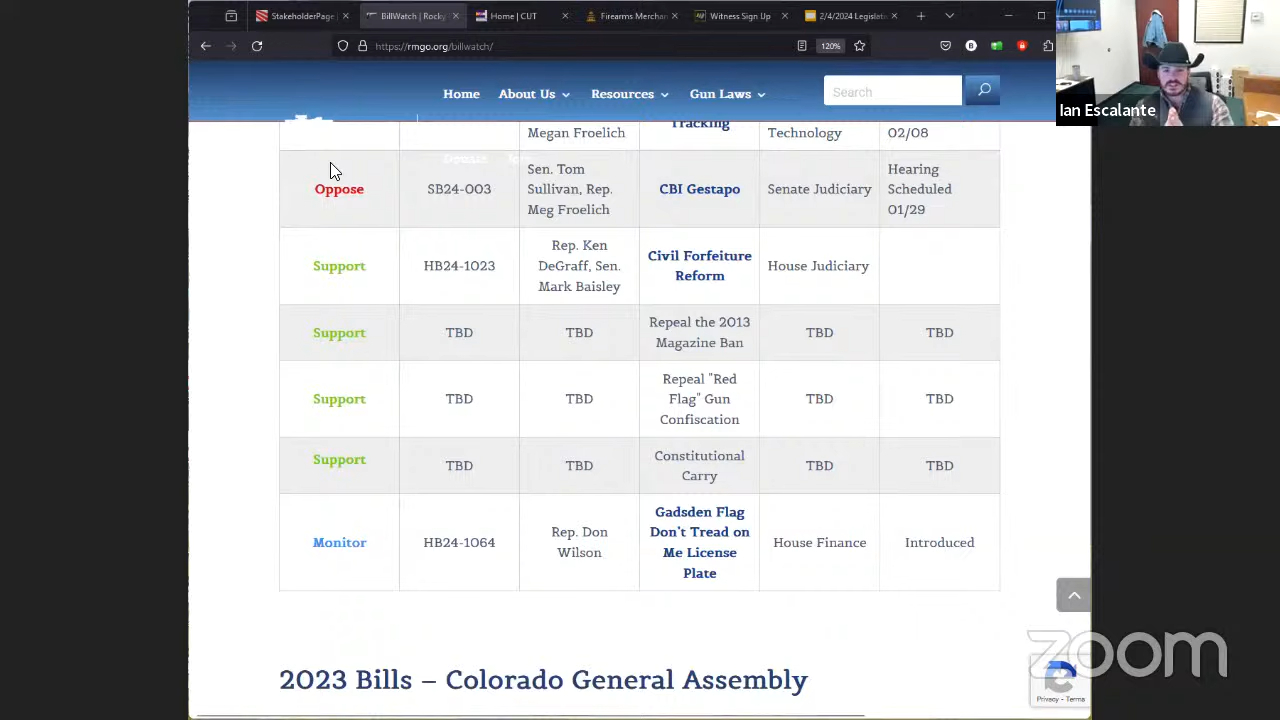 StakeholderPage |
BillWatch | Rocky
Home | CUT
Firearms Merchan
Witness Sign Up
2/4/2024 Legislati
https://rmgo.org/billwatch/
120%
Home
About Us
Resources
Gun Laws
Search
Ian Escalante
Megan Froelich
Tracking
Technology
02/08
Oppose
SB24-003
Sen. Tom
Sullivan, Rep.
Meg Froelich
CBI Gestapo
Senate Judiciary
Hearing
Scheduled
01/29
Support
HB24-1023
Rep. Ken
DeGraff, Sen.
Mark Baisley
Civil Forfeiture
Reform
House Judiciary
Support
TBD
TBD
Repeal the 2013
Magazine Ban
TBD
TBD
Support
TBD
TBD
Repeal "Red
Flag" Gun
Confiscation
TBD
TBD
Support
TBD
TBD
Constitutional
Carry
TBD
TBD
Monitor
HB24-1064
Rep. Don
Wilson
Gadsden Flag
Don't Tread on
Me License
Plate
House Finance
Introduced
2023 Bills – Colorado General Assembly
zoom
Privacy - Terms